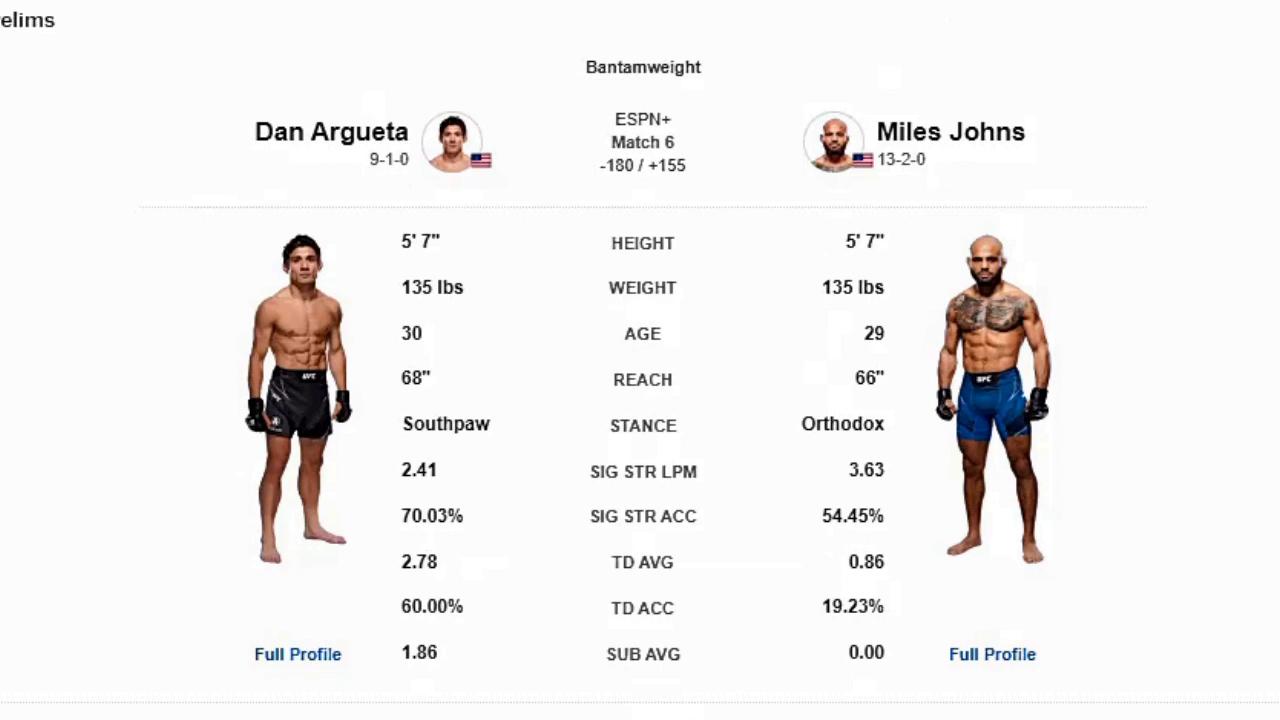 elims
Bantamweight
Dan Argueta
9-1-0
ESPN+
Match 6
-180 / +155
Miles Johns
13-2-0
5' 7" HEIGHT 5' 7"
135 lbs WEIGHT 135 lbs
30 AGE 29
68" REACH 66"
Southpaw STANCE Orthodox
2.41 SIG STR LPM 3.63
70.03% SIG STR ACC 54.45%
2.78 TD AVG 0.86
60.00% TD ACC 19.23%
Full Profile 1.86 SUB AVG 0.00 Full Profile
UFC
UFC